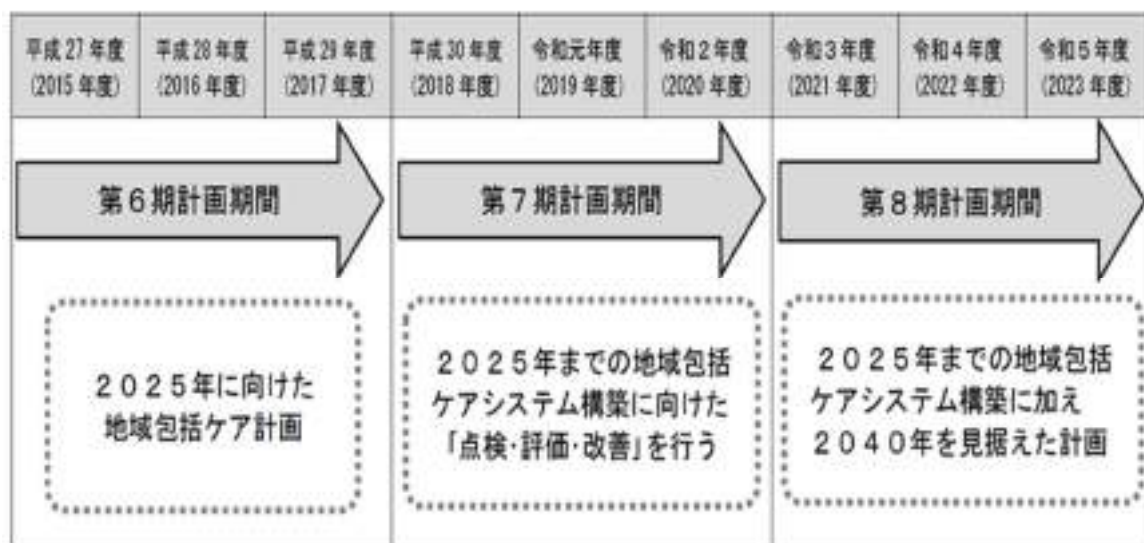 平成27年度
(2015年度)
平成28年度
(2016年度)
平成29年度
(2017年度)
平成30年度
(2018年度)
令和元年度
(2019年度)
令和2年度
(2020年度)
令和3年度
(2021年度)
令和4年度
(2022年度)
令和5年度
(2023年度)
第6期計画期間
第7期計画期間
第8期計画期間
2025年に向けた
地域包括ケア計画
2025年までの地域包括
ケアシステム構築に向けた
「点検・評価・改善」を行う
2025年までの地域包括
ケアシステム構築に加え
2040年を見据えた計画